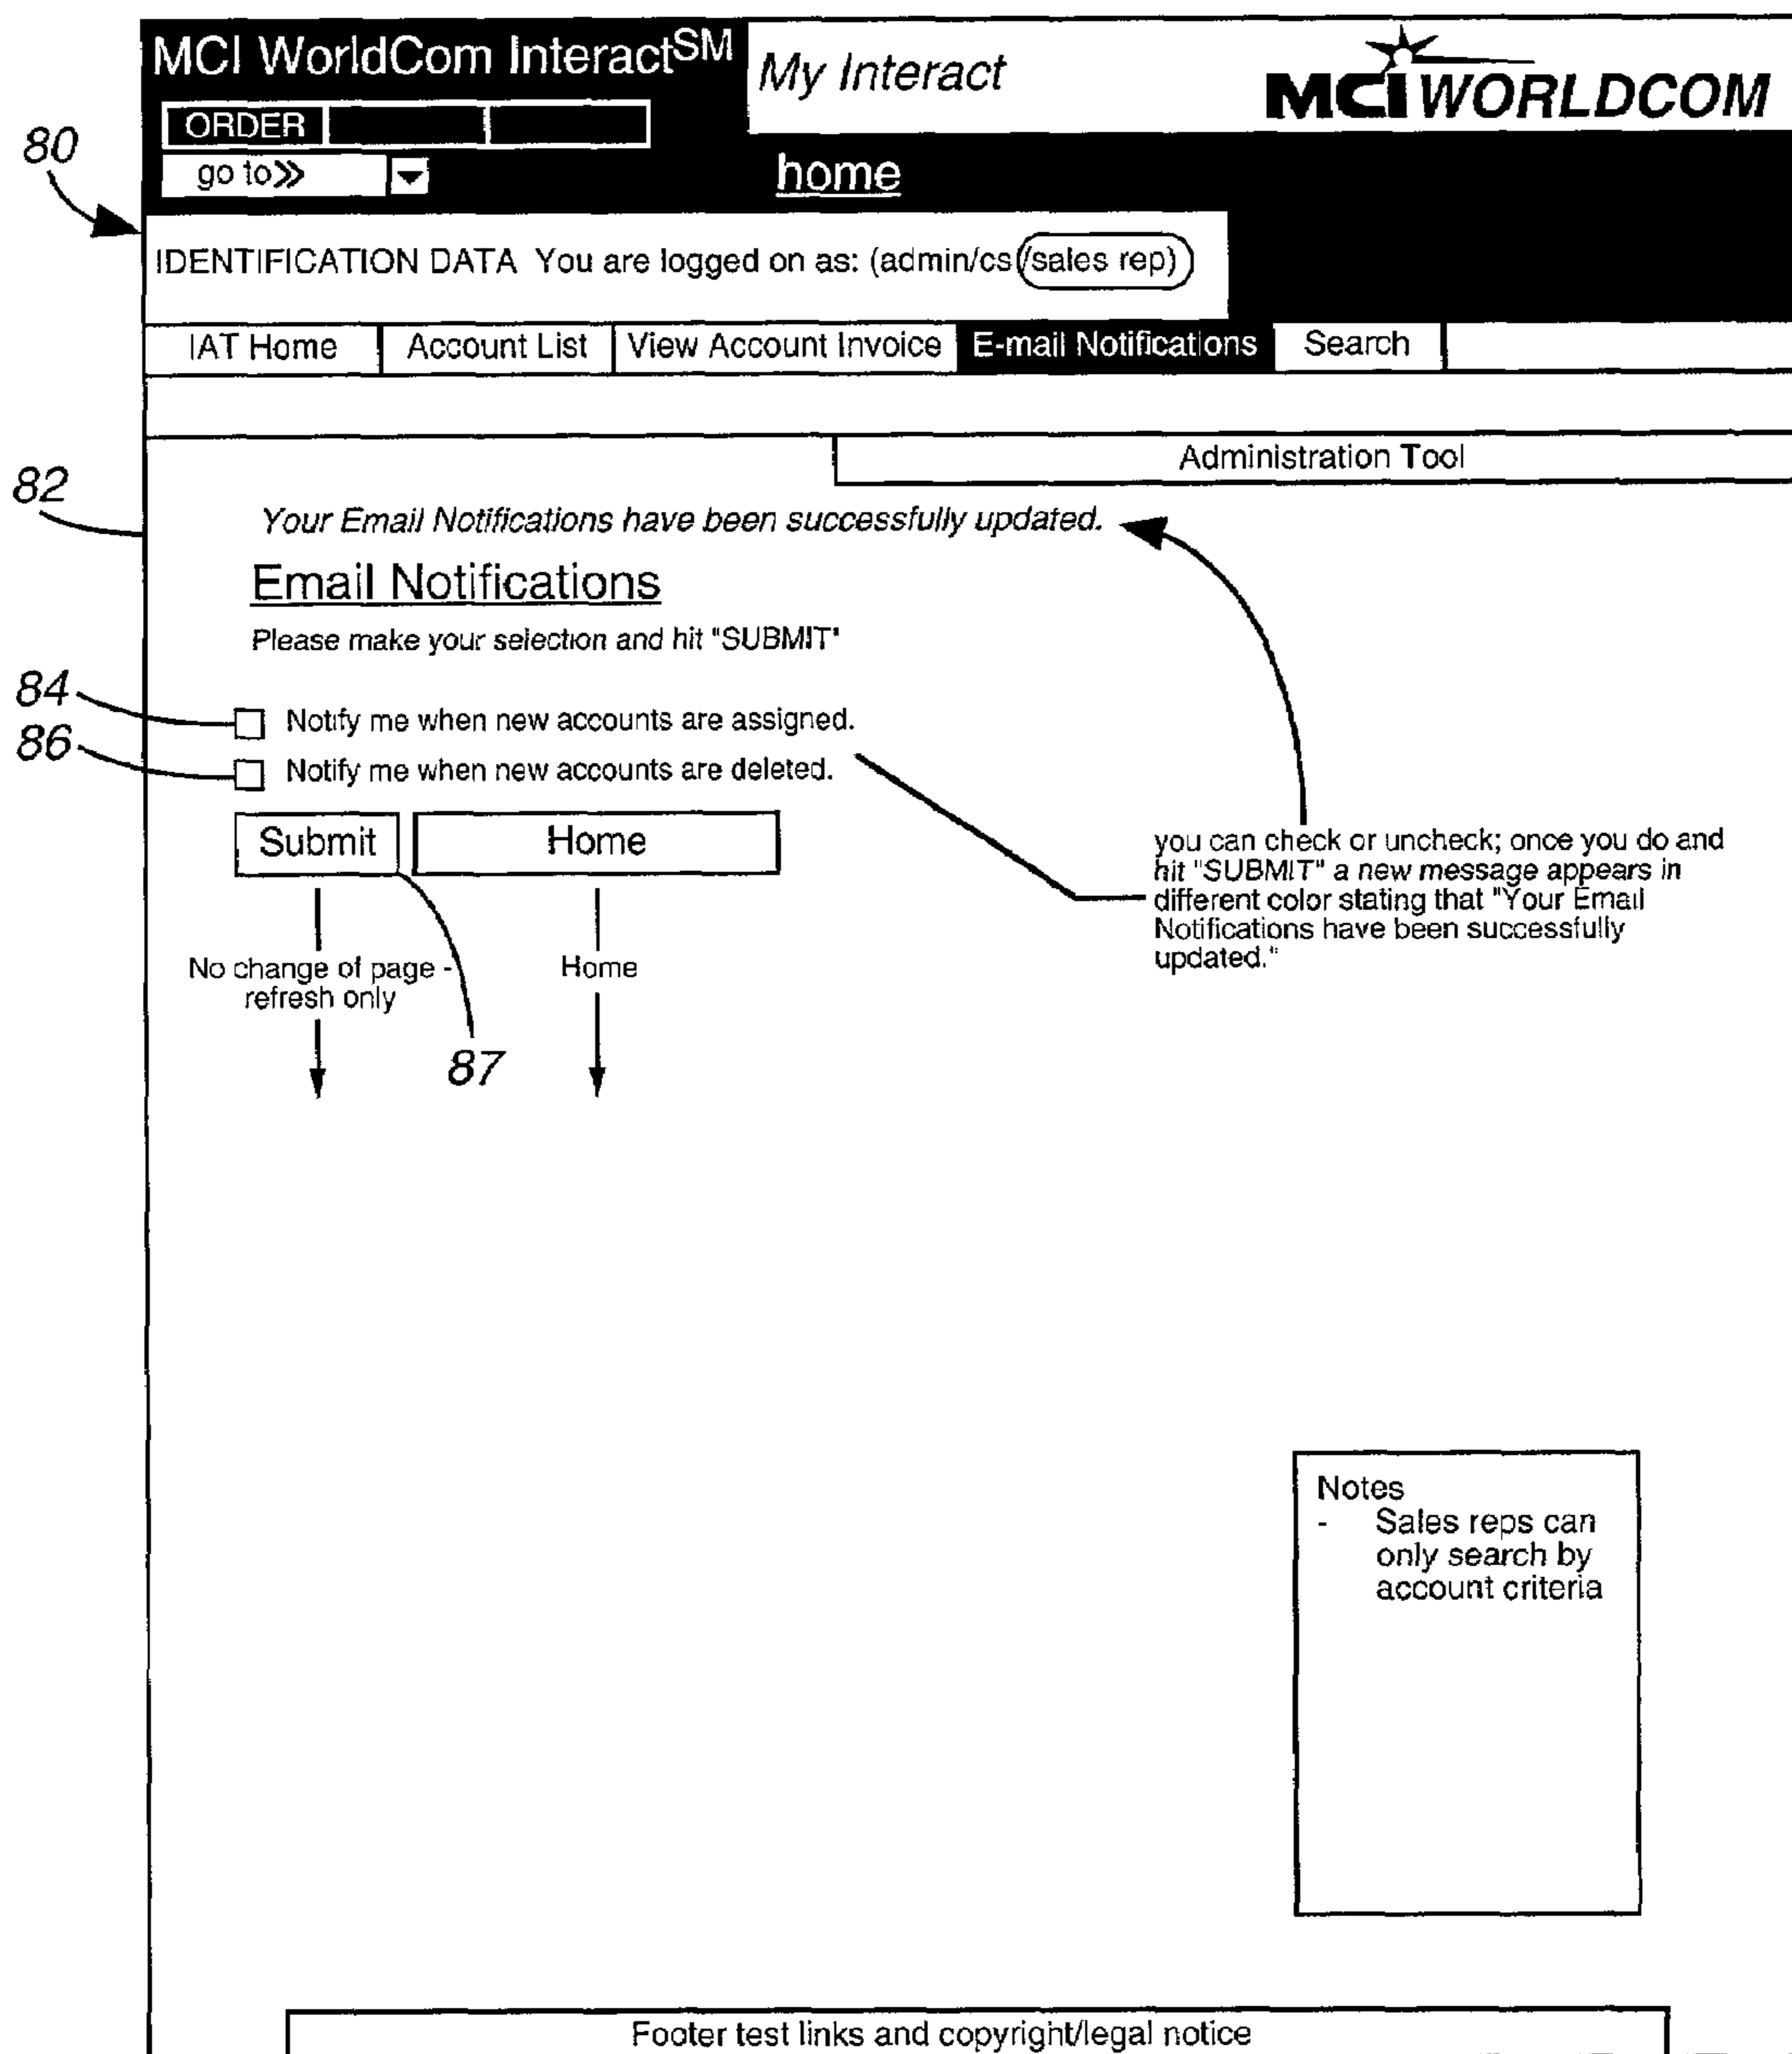 MCI WorldCom InteractSM
My Interact
MCI WORLDCOM
ORDER
80
go to»
home
IDENTIFICATION DATA You are logged on as: (admin/cs/sales rep)
IAT Home
Account List
View Account Invoice
E-mail Notifications
Search
Administration Tool
82
Your Email Notifications have been successfully updated.
Email Notifications
Please make your selection and hit "SUBMIT"
84
Notify me when new accounts are assigned.
86
Notify me when new accounts are deleted.
Submit
Home
you can check or uncheck; once you do and
hit "SUBMIT" a new message appears in
different color stating that "Your Email
Notifications have been successfully
updated."
No change of page -
refresh only
Home
87
Notes
- Sales reps can
only search by
account criteria
Footer test links and copyright/legal notice